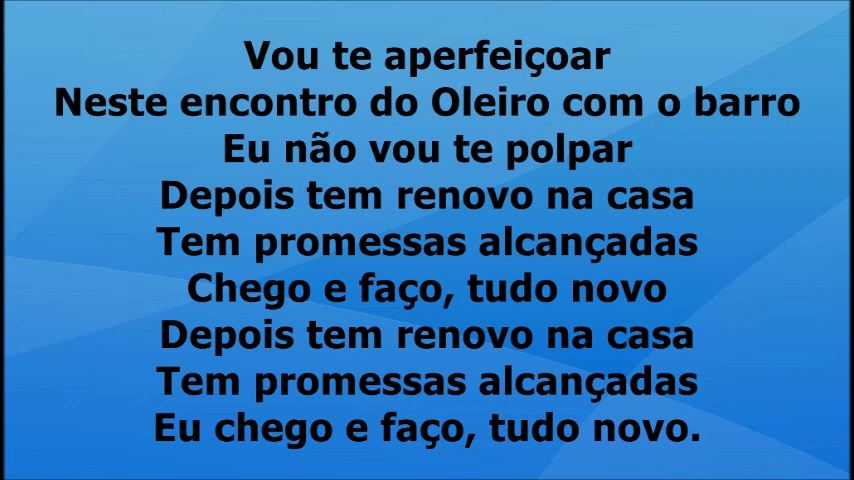 Vou te aperfeiçoar
Neste encontro do Oleiro com o barro
Eu não vou te polpar
Depois tem renovo na casa
Tem promessas alcançadas
Chego e faço, tudo novo
Depois tem renovo na casa
Tem promessas alcançadas
Eu chego e faço, tudo novo.